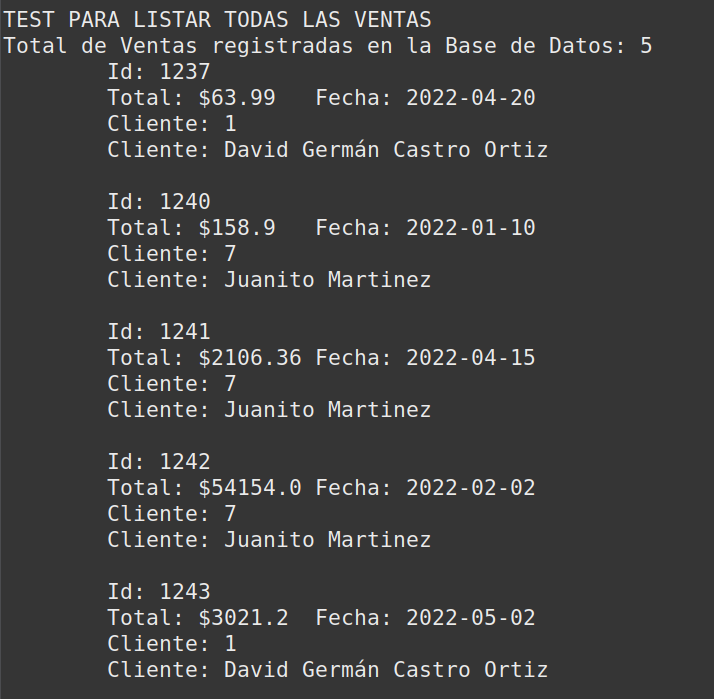 TEST PARA LISTAR TODAS LAS VENTAS
Total de Ventas registradas en la Base de Datos: 5
Id: 1237
Total: $63.99   Fecha: 2022-04-20
Cliente: 1
Cliente: David Germán Castro Ortiz
Id: 1240
Total: $158.9   Fecha: 2022-01-10
Cliente: 7
Cliente: Juanito Martinez
Id: 1241
Total: $2106.36 Fecha: 2022-04-15
Cliente: 7
Cliente: Juanito Martinez
Id: 1242
Total: $54154.0 Fecha: 2022-02-02
Cliente: 7
Cliente: Juanito Martinez
Id: 1243
Total: $3021.2  Fecha: 2022-05-02
Cliente: 1
Cliente: David Germán Castro Ortiz